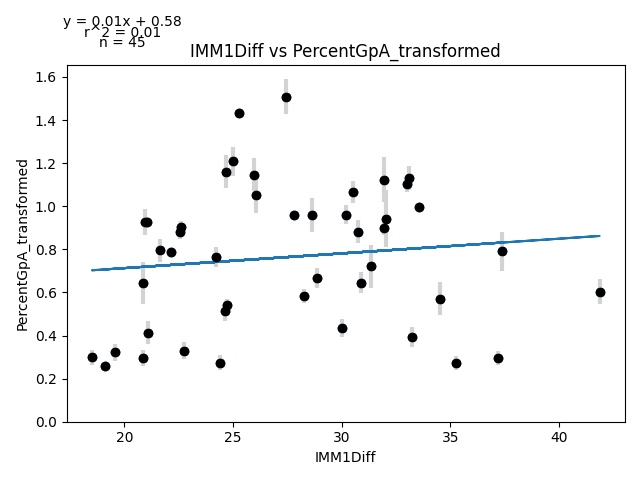 y = 0.01x + 0.58
r^2 = 0.01
n = 45
IMM1Diff vs PercentGpA_transformed
PercentGpA_transformed
1.6
1.4
1.2
1.0
0.8
0.6
0.4
0.2
0.0
20 25 30 35 40
IMM1Diff